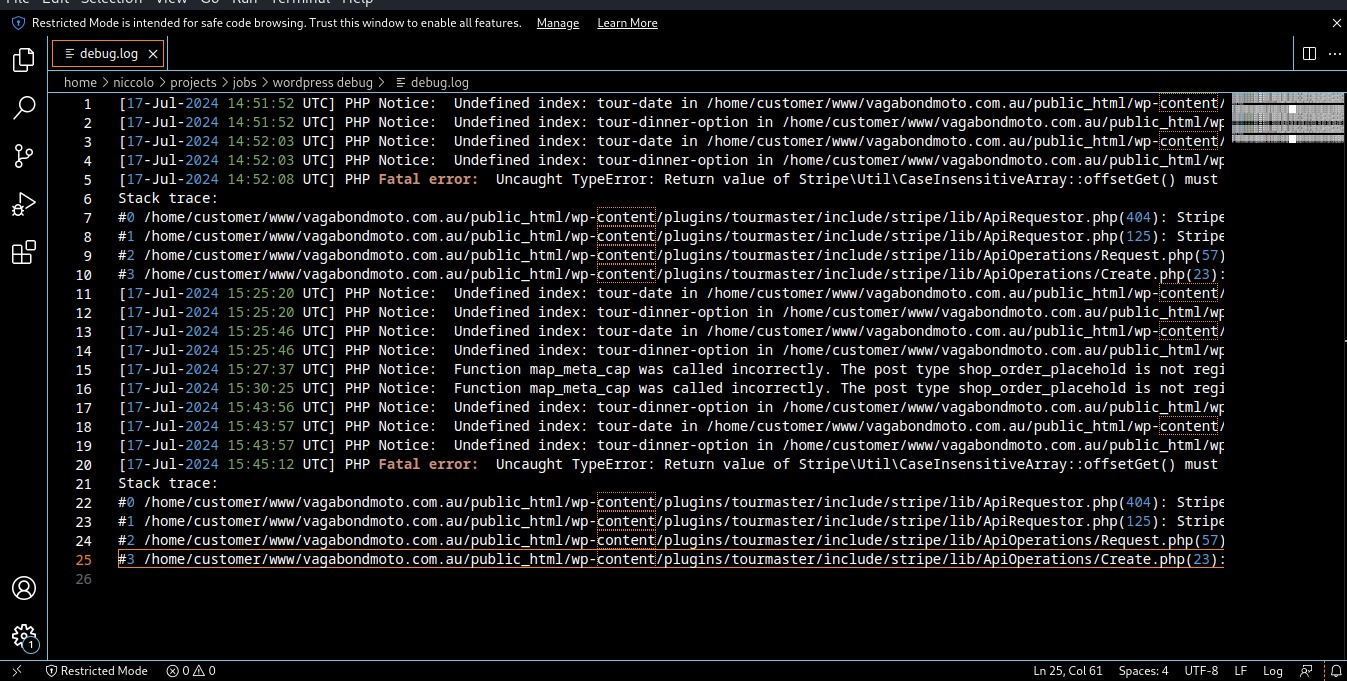 File Edit Selection View Go Run Terminal Help
Restricted Mode is intended for safe code browsing. Trust this window to enable all features. Manage Learn More
debug.log
home > niccolo > projects > jobs > wordpress debug > debug.log
1 [17-Jul-2024 14:51:52 UTC] PHP Notice:  Undefined index: tour-date in /home/customer/www/vagabondmoto.com.au/public_html/wp-content/
2 [17-Jul-2024 14:51:52 UTC] PHP Notice:  Undefined index: tour-dinner-option in /home/customer/www/vagabondmoto.com.au/public_html/wp
3 [17-Jul-2024 14:52:03 UTC] PHP Notice:  Undefined index: tour-date in /home/customer/www/vagabondmoto.com.au/public_html/wp-content/
4 [17-Jul-2024 14:52:03 UTC] PHP Notice:  Undefined index: tour-dinner-option in /home/customer/www/vagabondmoto.com.au/public_html/wp
5 [17-Jul-2024 14:52:08 UTC] PHP Fatal error:  Uncaught TypeError: Return value of Stripe\Util\CaseInsensitiveArray::offsetGet() must
6 Stack trace:
7 #0 /home/customer/www/vagabondmoto.com.au/public_html/wp-content/plugins/tourmaster/include/stripe/lib/ApiRequestor.php(404): Stripe
8 #1 /home/customer/www/vagabondmoto.com.au/public_html/wp-content/plugins/tourmaster/include/stripe/lib/ApiRequestor.php(125): Stripe
9 #2 /home/customer/www/vagabondmoto.com.au/public_html/wp-content/plugins/tourmaster/include/stripe/lib/ApiOperations/Request.php(57)
10 #3 /home/customer/www/vagabondmoto.com.au/public_html/wp-content/plugins/tourmaster/include/stripe/lib/ApiOperations/Create.php(23):
11 [17-Jul-2024 15:25:20 UTC] PHP Notice:  Undefined index: tour-date in /home/customer/www/vagabondmoto.com.au/public_html/wp-content/
12 [17-Jul-2024 15:25:20 UTC] PHP Notice:  Undefined index: tour-dinner-option in /home/customer/www/vagabondmoto.com.au/public_html/wp
13 [17-Jul-2024 15:25:46 UTC] PHP Notice:  Undefined index: tour-date in /home/customer/www/vagabondmoto.com.au/public_html/wp-content/
14 [17-Jul-2024 15:25:46 UTC] PHP Notice:  Undefined index: tour-dinner-option in /home/customer/www/vagabondmoto.com.au/public_html/wp
15 [17-Jul-2024 15:27:37 UTC] PHP Notice:  Function map_meta_cap was called incorrectly. The post type shop_order_placehold is not regi
16 [17-Jul-2024 15:30:25 UTC] PHP Notice:  Function map_meta_cap was called incorrectly. The post type shop_order_placehold is not regi
17 [17-Jul-2024 15:43:56 UTC] PHP Notice:  Undefined index: tour-dinner-option in /home/customer/www/vagabondmoto.com.au/public_html/wp
18 [17-Jul-2024 15:43:57 UTC] PHP Notice:  Undefined index: tour-date in /home/customer/www/vagabondmoto.com.au/public_html/wp-content/
19 [17-Jul-2024 15:43:57 UTC] PHP Notice:  Undefined index: tour-dinner-option in /home/customer/www/vagabondmoto.com.au/public_html/wp
20 [17-Jul-2024 15:45:12 UTC] PHP Fatal error:  Uncaught TypeError: Return value of Stripe\Util\CaseInsensitiveArray::offsetGet() must
21 Stack trace:
22 #0 /home/customer/www/vagabondmoto.com.au/public_html/wp-content/plugins/tourmaster/include/stripe/lib/ApiRequestor.php(404): Stripe
23 #1 /home/customer/www/vagabondmoto.com.au/public_html/wp-content/plugins/tourmaster/include/stripe/lib/ApiRequestor.php(125): Stripe
24 #2 /home/customer/www/vagabondmoto.com.au/public_html/wp-content/plugins/tourmaster/include/stripe/lib/ApiOperations/Request.php(57)
25 #3 /home/customer/www/vagabondmoto.com.au/public_html/wp-content/plugins/tourmaster/include/stripe/lib/ApiOperations/Create.php(23):
26
1
Restricted Mode 0 0 Ln 25, Col 61 Spaces: 4 UTF-8 LF Log